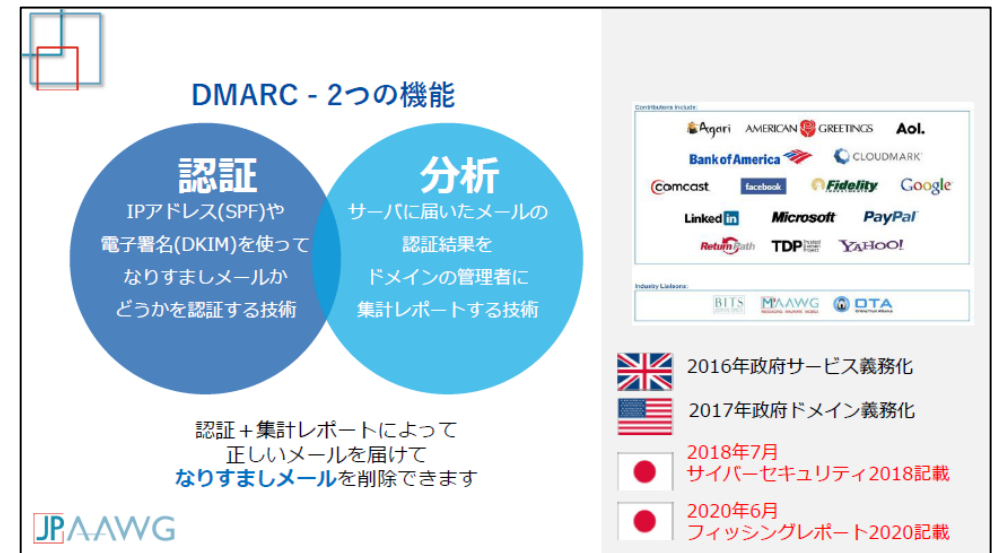 DMARC - 2つの機能
認証
IPアドレス(SPF)や
電子署名(DKIM)を使って
なりすましメールか
どうかを認証する技術
分析
サーバに届いたメールの
認証結果を
ドメインの管理者に
集計レポートする技術
認証+集計レポートによって
正しいメールを届けて
なりすましメールを削除できます
JPAAWG
Contributions Include:
Agari AMERICAN GREETINGS Aol.
Bank of America CLOUDMARK
comcast facebook Fidelity Google
Linked in Microsoft PayPal
Return Path TDP YAHOO!
Industry Liaisons:
BITS MAAWG OTA
2016年政府サービス義務化
2017年政府ドメイン義務化
2018年7月
サイバーセキュリティ2018記載
2020年6月
フィッシングレポート2020記載